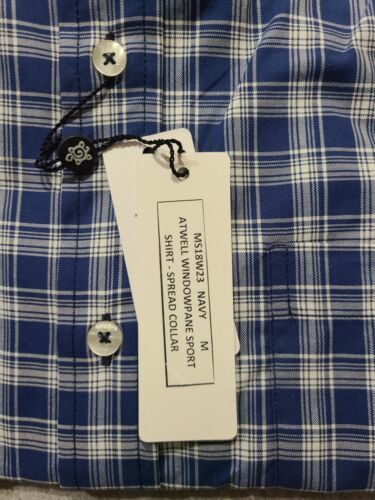 MS18W23 NAVY M
ATWELL WINDOWPANE SPORT
SHIRT - SPREAD COLLAR